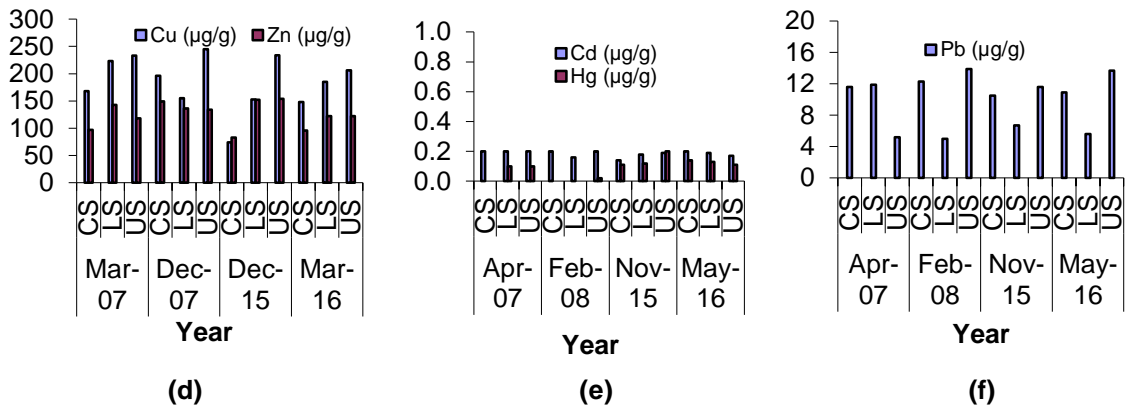 300
250
200
150
100
50
0
Cu (µg/g) Zn (µg/g)
CS LS US CS LS US CS LS US CS LS US
Mar-07 Dec-07 Dec-15 Mar-16
Year
(d)
1.0
0.8
0.6
0.4
0.2
0.0
Cd (µg/g)
Hg (µg/g)
CS LS US CS LS US CS LS US CS LS US
Apr-07 Feb-08 Nov-15 May-16
Year
(e)
20
16
12
8
4
0
Pb (µg/g)
CS LS US CS LS US CS LS US CS LS US
Apr-07 Feb-08 Nov-15 May-16
Year
(f)